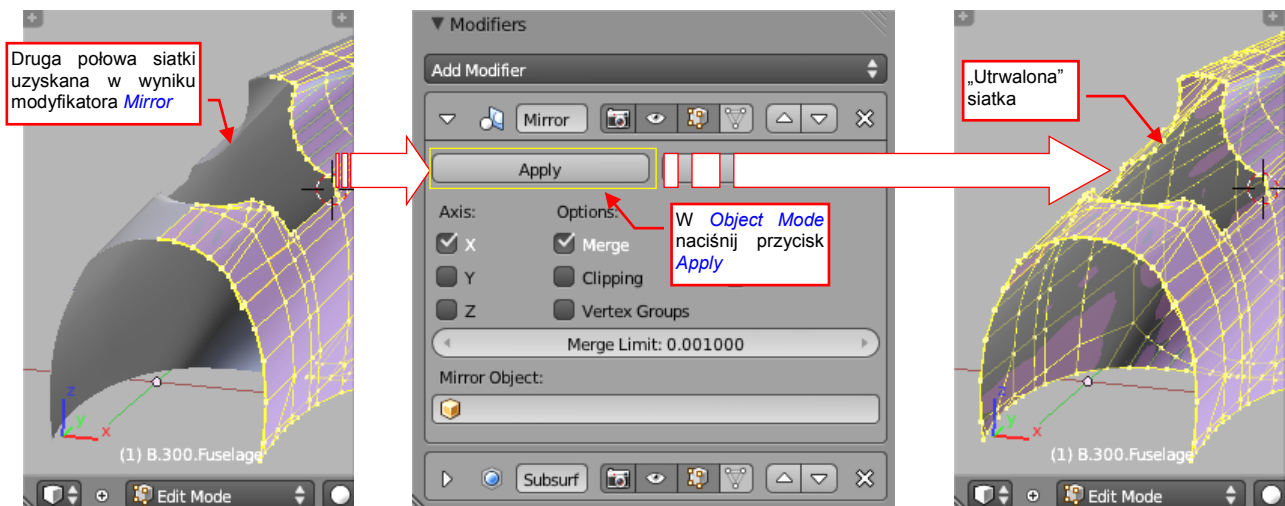 Druga połowa siatki
uzyskana w wyniku
modyfikatora Mirror
z
y
x
(1) B.300.Fuselage
Edit Mode
Modifiers
Add Modifier
Mirror
Apply
Axis:
Options:
X
Merge
Y
Clipping
Z
Vertex Groups
W Object Mode
naciśnij przycisk
Apply
Merge Limit: 0.001000
Mirror Object:
Subsurf
„Utrwalona”
siatka
z
y
x
(1) B.300.Fuselage
Edit Mode